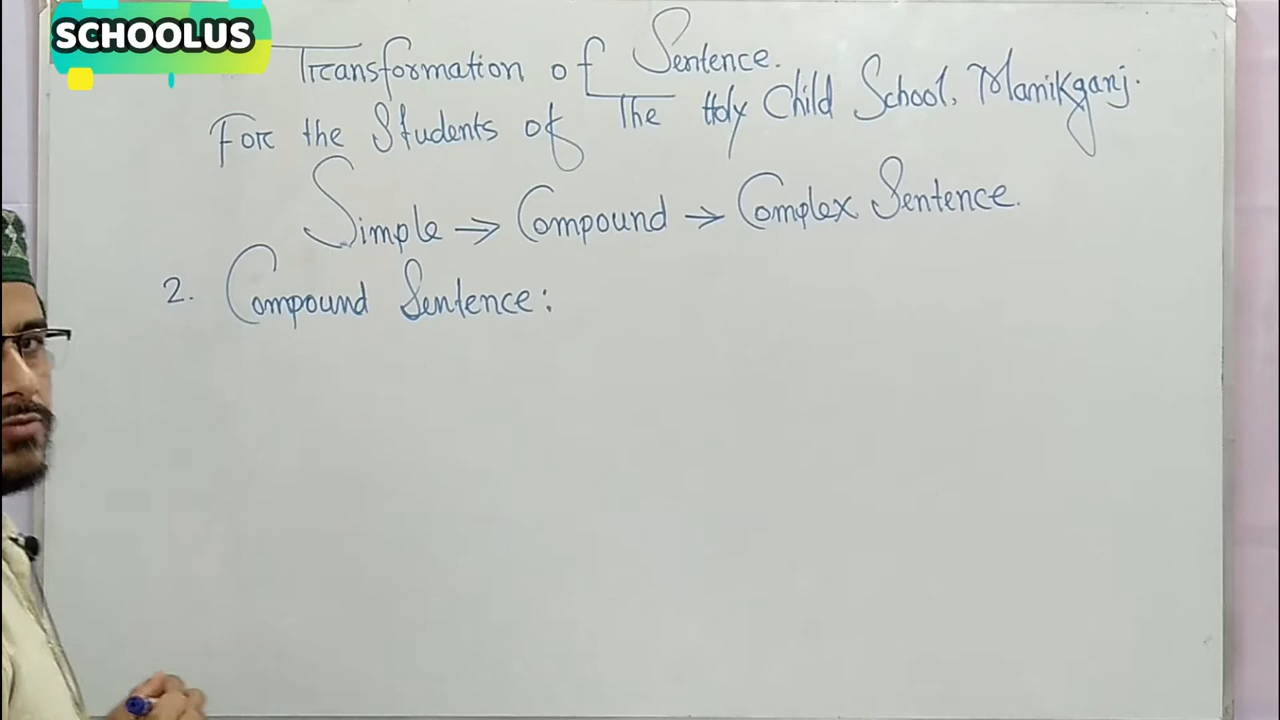 SCHOOLUS
Transformation of Sentence.
For the Students of The Holy Child School, Manikganj.
Simple → Compound → Complex Sentence.
2. Compound Sentence: